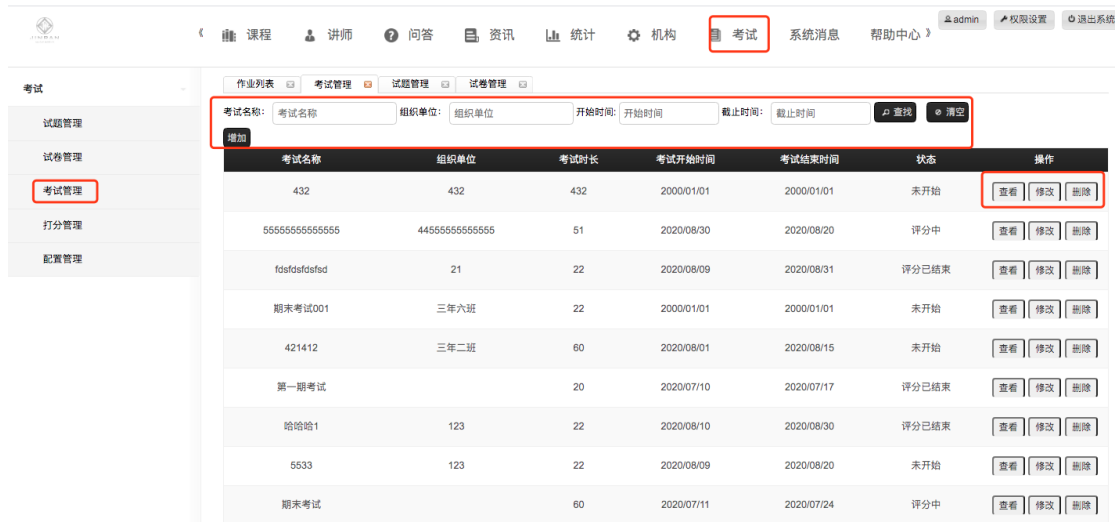 admin 权限设置 退出系统
《 课程 讲师 问答 资讯 统计 机构 考试 系统消息 帮助中心 》
考试
试题管理
试卷管理
考试管理
打分管理
配置管理
作业列表 考试管理 试题管理 试卷管理
考试名称: 考试名称 组织单位: 组织单位 开始时间: 开始时间 截止时间: 截止时间 查找 清空
增加
考试名称 组织单位 考试时长 考试开始时间 考试结束时间 状态 操作
432 432 432 2000/01/01 2000/01/01 未开始 查看 修改 删除
55555555555555 44555555555555 51 2020/08/30 2020/08/20 评分中 查看 修改 删除
fdsfdsfdsfsd 21 22 2020/08/09 2020/08/31 评分已结束 查看 修改 删除
期末考试001 三年六班 22 2000/01/01 2000/01/01 未开始 查看 修改 删除
421412 三年二班 60 2020/08/01 2020/08/15 未开始 查看 修改 删除
第一期考试 20 2020/07/10 2020/07/17 评分已结束 查看 修改 删除
哈哈哈1 123 22 2020/08/10 2020/08/30 评分已结束 查看 修改 删除
5533 123 22 2020/08/09 2020/08/20 未开始 查看 修改 删除
期末考试 60 2020/07/11 2020/07/24 评分中 查看 修改 删除